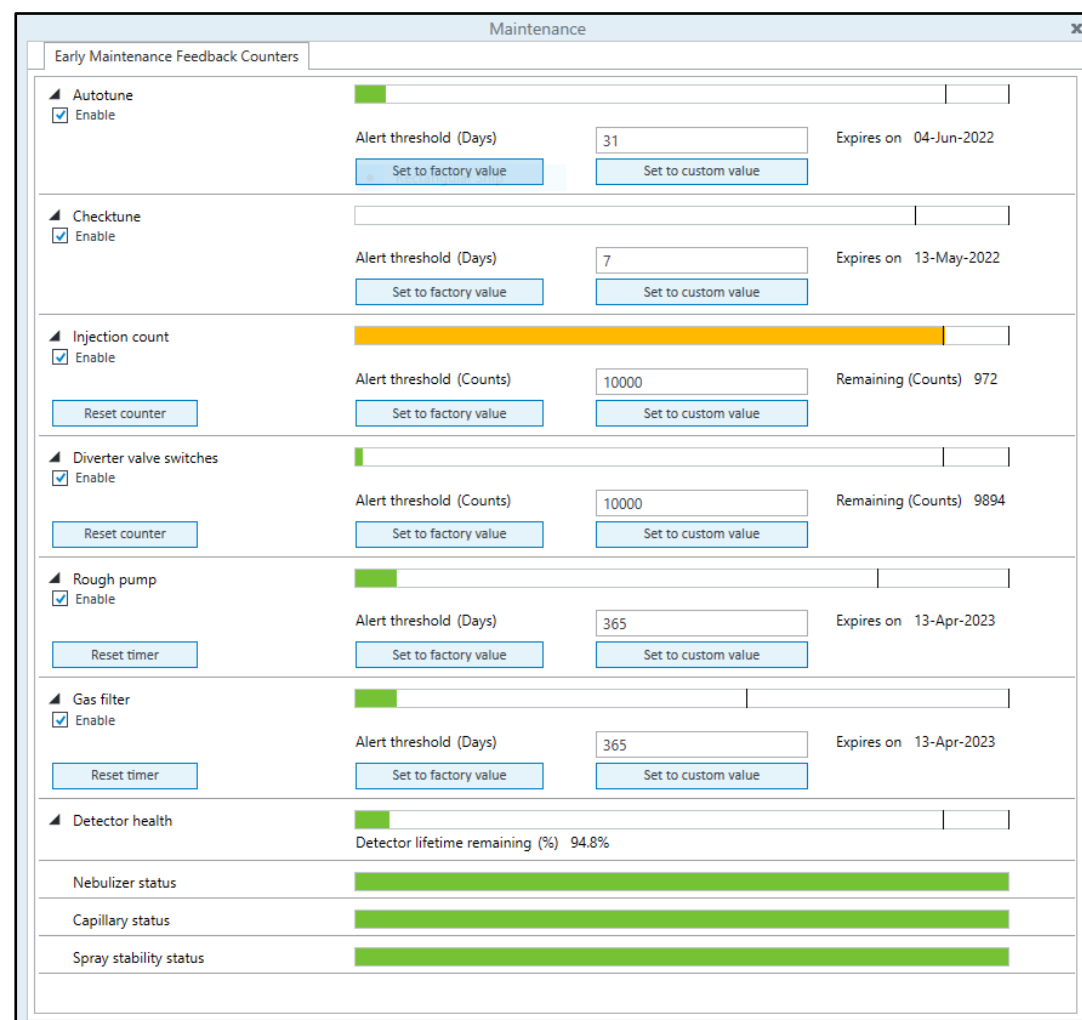 Maintenance
Early Maintenance Feedback Counters
Autotune
Enable
Alert threshold (Days) 31 Expires on 04-Jun-2022
Set to factory value Set to custom value
Checktune
Enable
Alert threshold (Days) 7 Expires on 13-May-2022
Set to factory value Set to custom value
Injection count
Enable
Alert threshold (Counts) 10000 Remaining (Counts) 972
Reset counter Set to factory value Set to custom value
Diverter valve switches
Enable
Alert threshold (Counts) 10000 Remaining (Counts) 9894
Reset counter Set to factory value Set to custom value
Rough pump
Enable
Alert threshold (Days) 365 Expires on 13-Apr-2023
Reset timer Set to factory value Set to custom value
Gas filter
Enable
Alert threshold (Days) 365 Expires on 13-Apr-2023
Reset timer Set to factory value Set to custom value
Detector health
Detector lifetime remaining (%) 94.8%
Nebulizer status
Capillary status
Spray stability status